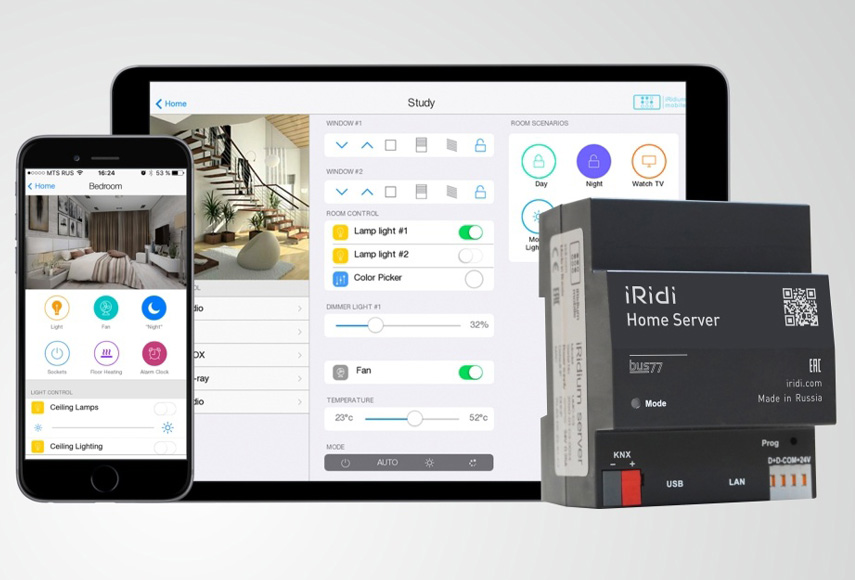 Home
Study
iRidium
mobile
WINDOW #1
WINDOW #2
ROOM CONTROL
Lamp light #1
Lamp light #2
Color Picker
DIMMER LIGHT #1
32%
Fan
TEMPERATURE
23°c
52°c
MODE
AUTO
ROOM SCENARIOS
Day
Night
Watch TV
MTS RUS
16:24
53 %
Home
Bedroom
Light
Fan
"Night"
Sockets
Floor Heating
Alarm Clock
LIGHT CONTROL
Ceiling Lamps
Ceiling Lighting
iRidi
Home Server
bus77
EAC
iridi.com
Made in Russia
Mode
Prog
KNX
– +
USB
LAN
D+D-COM+24V
iRidium server